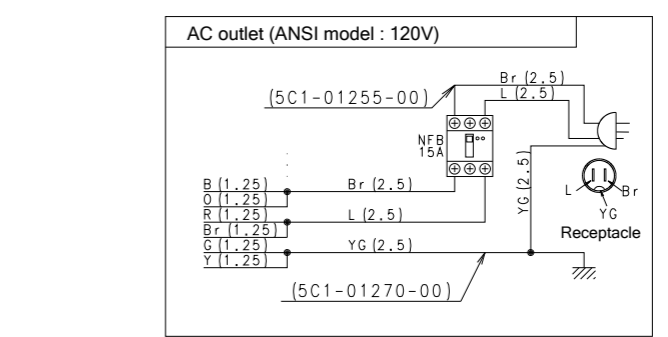 AC outlet (ANSI model : 120V)
Br (2.5)
L (2.5)
(5C1-01255-00)
NFB
15A
YG (2.5)
B (1.25)
O (1.25)
R (1.25)
Br (1.25)
G (1.25)
Y (1.25)
Br (2.5)
L (2.5)
YG (2.5)
L
Br
YG
Receptacle
(5C1-01270-00)